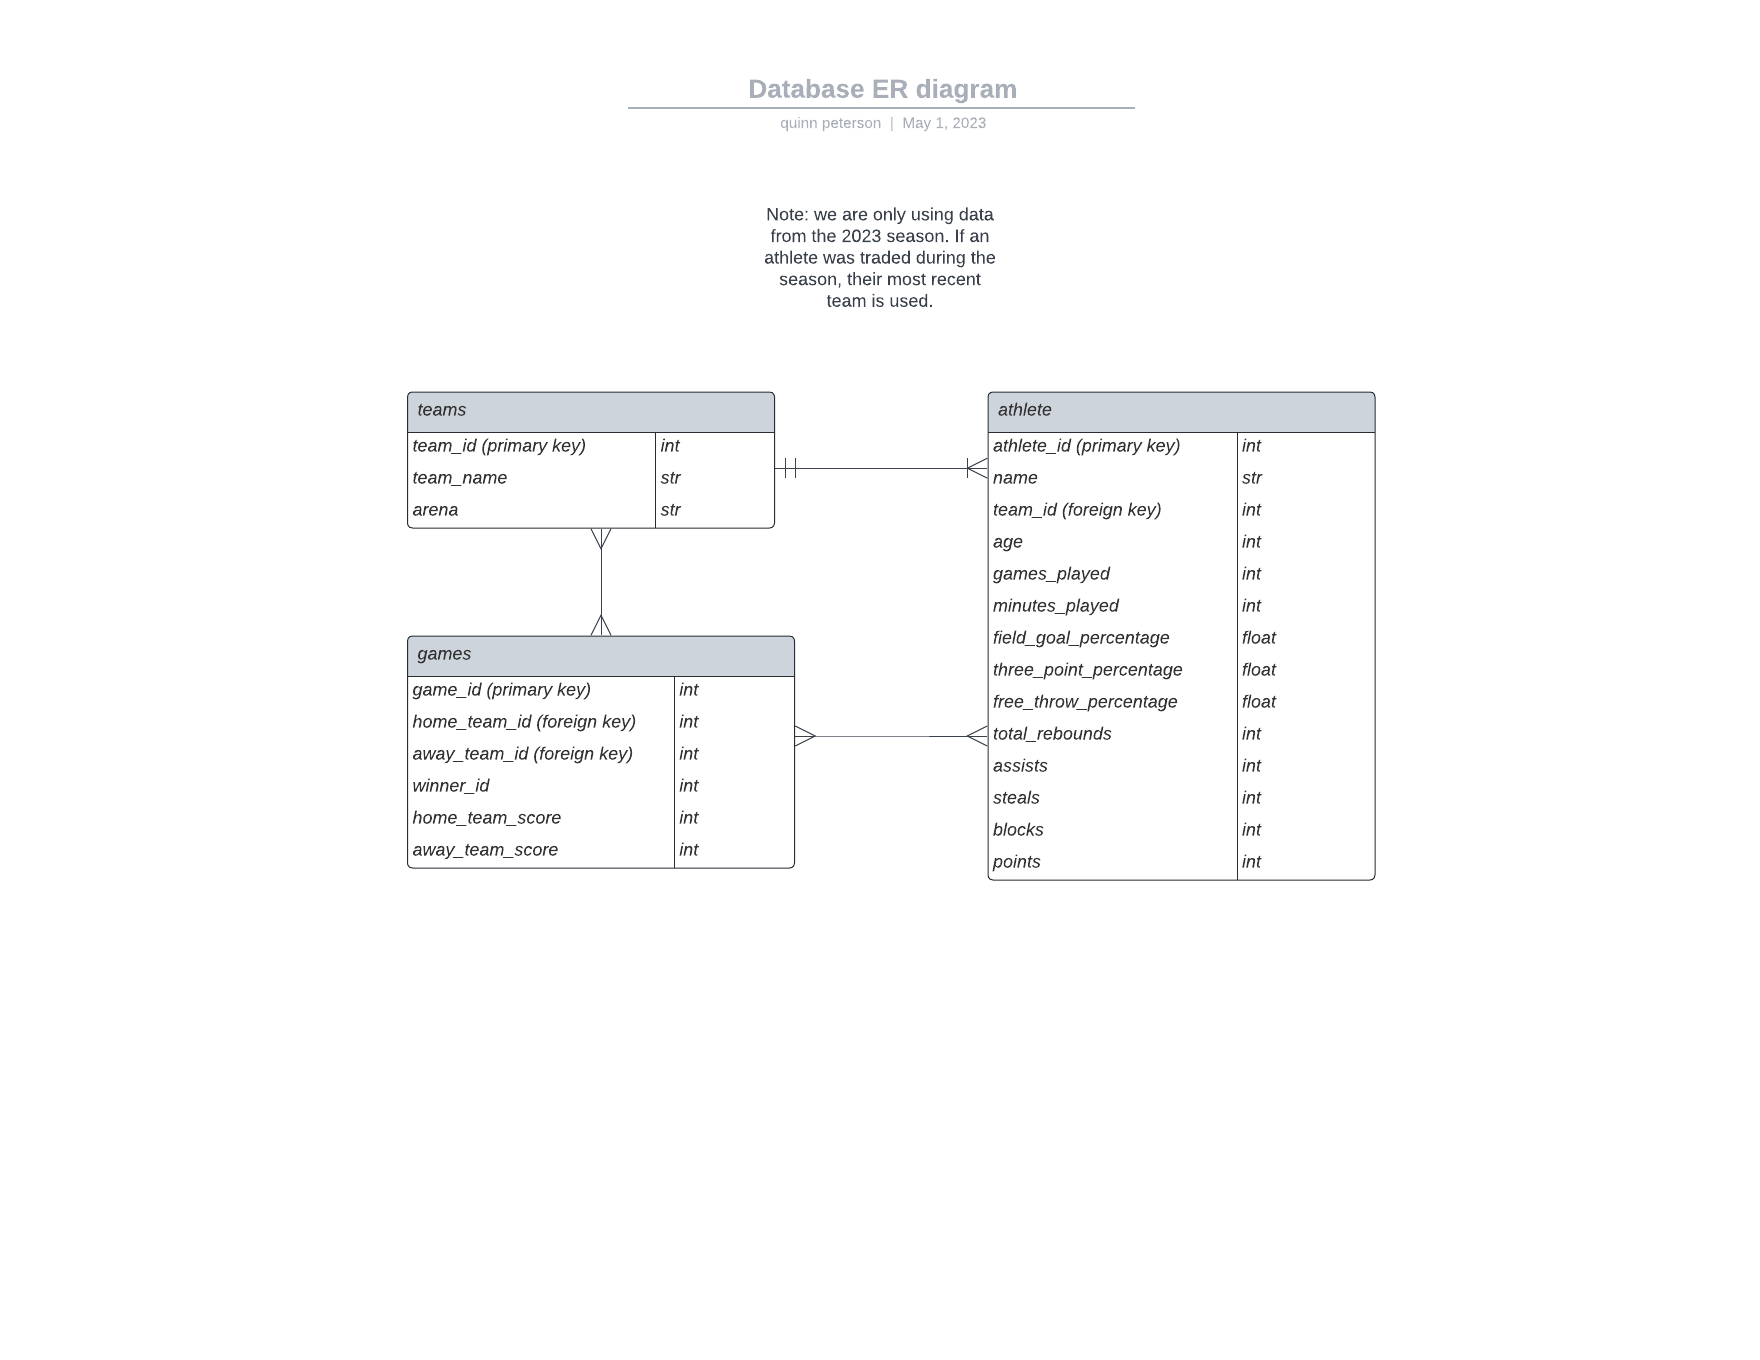 Database ER diagram
quinn peterson | May 1, 2023
Note: we are only using data
from the 2023 season. If an
athlete was traded during the
season, their most recent
team is used.
teams
team_id (primary key) int
team_name str
arena str
games
game_id (primary key) int
home_team_id (foreign key) int
away_team_id (foreign key) int
winner_id int
home_team_score int
away_team_score int
athlete
athlete_id (primary key) int
name str
team_id (foreign key) int
age int
games_played int
minutes_played int
field_goal_percentage float
three_point_percentage float
free_throw_percentage float
total_rebounds int
assists int
steals int
blocks int
points int